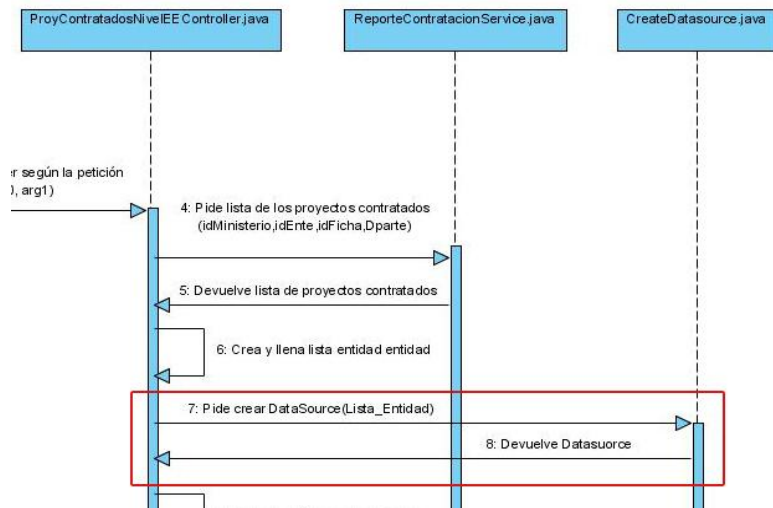 ProyContratadosNivelEEController.java
ReporteContratacionService.java
CreateDatasource.java
er según la petición
, arg1)
4: Pide lista de los proyectos contratados
(idMinisterio,idEnte,idFicha,Dparte)
5: Devuelve lista de proyectos contratados
6: Crea y llena lista entidad entidad
7: Pide crear DataSource(Lista_Entidad)
8: Devuelve Datasuorce